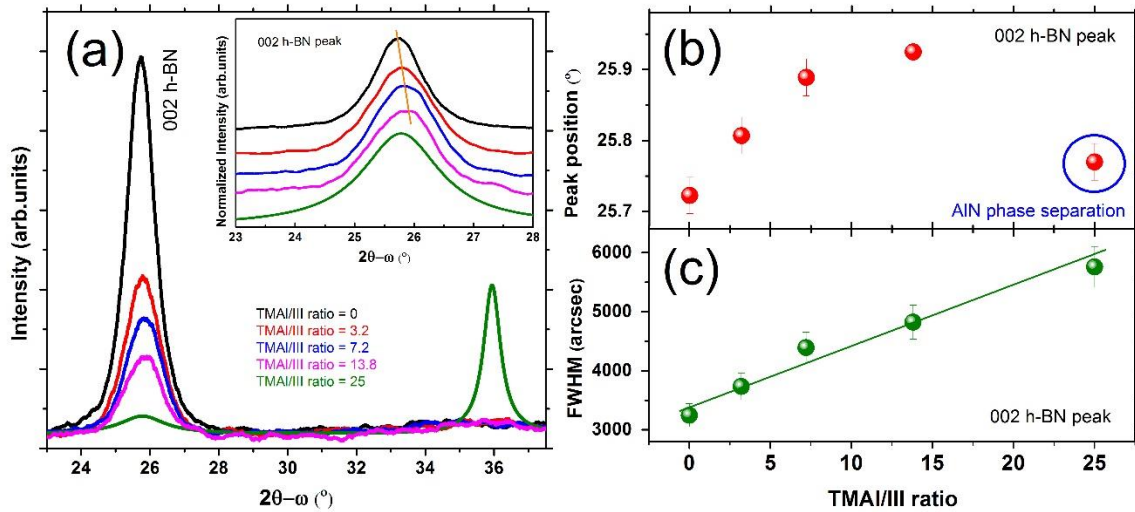 (a)
002 h-BN
Intensity (arb.units)
24 26 28 30 32 34 36
2θ−ω (°)
002 h-BN peak
Normalized Intensity (arb.units)
23 24 25 26 27 28
2θ−ω (°)
TMAl/III ratio = 0
TMAl/III ratio = 3.2
TMAl/III ratio = 7.2
TMAl/III ratio = 13.8
TMAl/III ratio = 25
(b)
002 h-BN peak
Peak position (°)
25.9
25.8
25.7
AlN phase separation
(c)
FWHM (arcsec)
6000
5000
4000
3000
002 h-BN peak
0 5 10 15 20 25
TMAl/III ratio